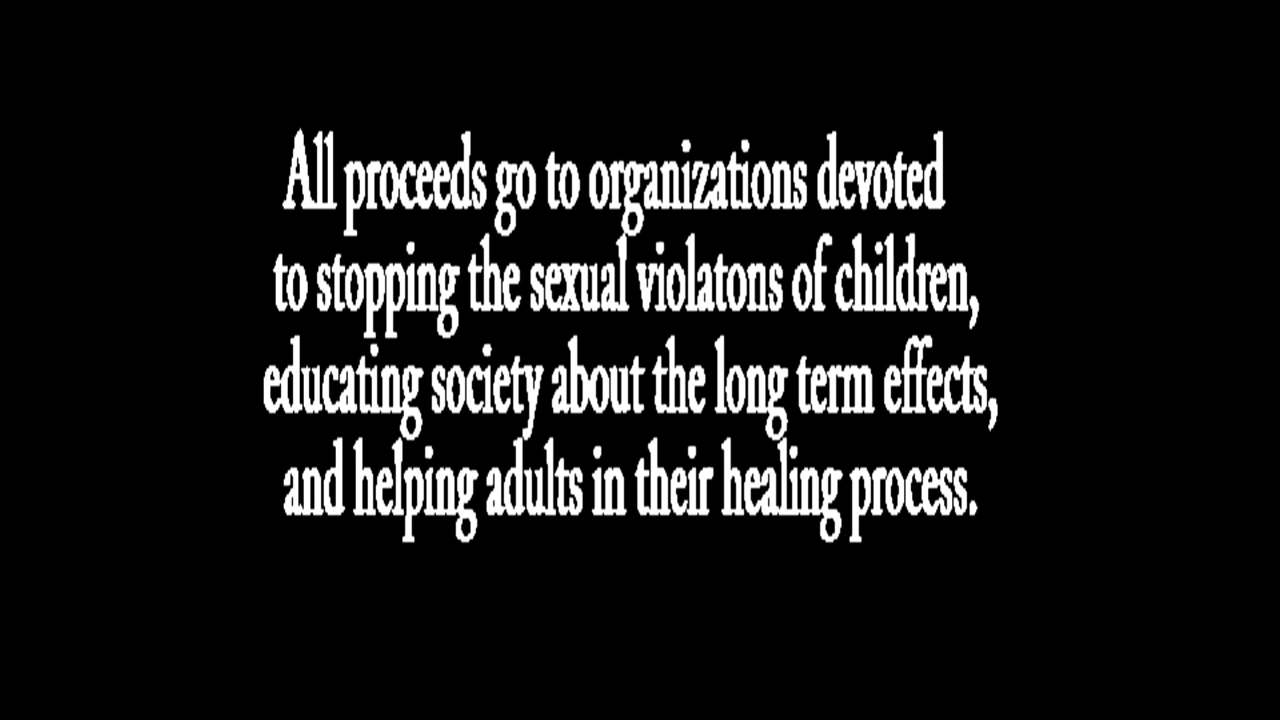 All proceeds go to organizations devoted
to stopping the sexual violatons of children,
educating society about the long term effects,
and helping adults in their healing process.